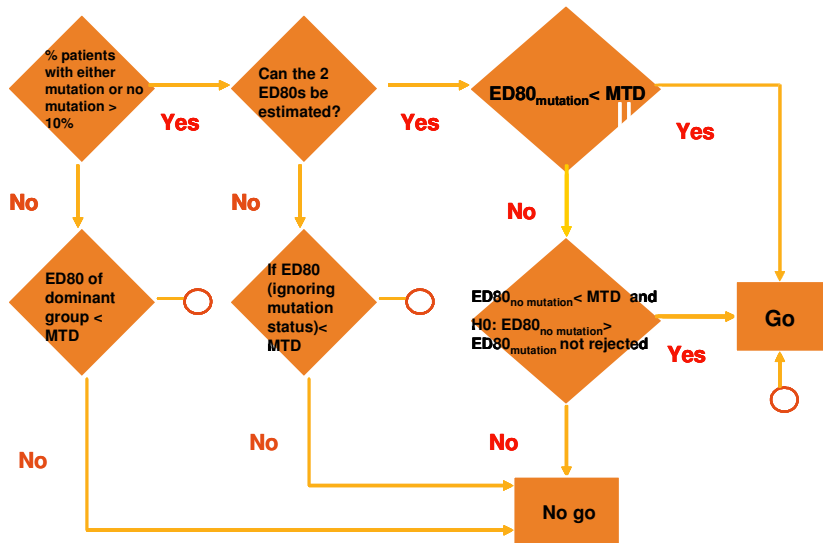 % patients
with either
mutation or no
mutation >
10%
Yes
Can the 2
ED80s be
estimated?
Yes
ED80mutation< MTD
Yes
No
No
No
ED80 of
dominant
group <
MTD
If ED80
(ignoring
mutation
status)<
MTD
ED80no mutation< MTD and
H0: ED80no mutation>
ED80mutation not rejected
Yes
Go
No
No
No
No go